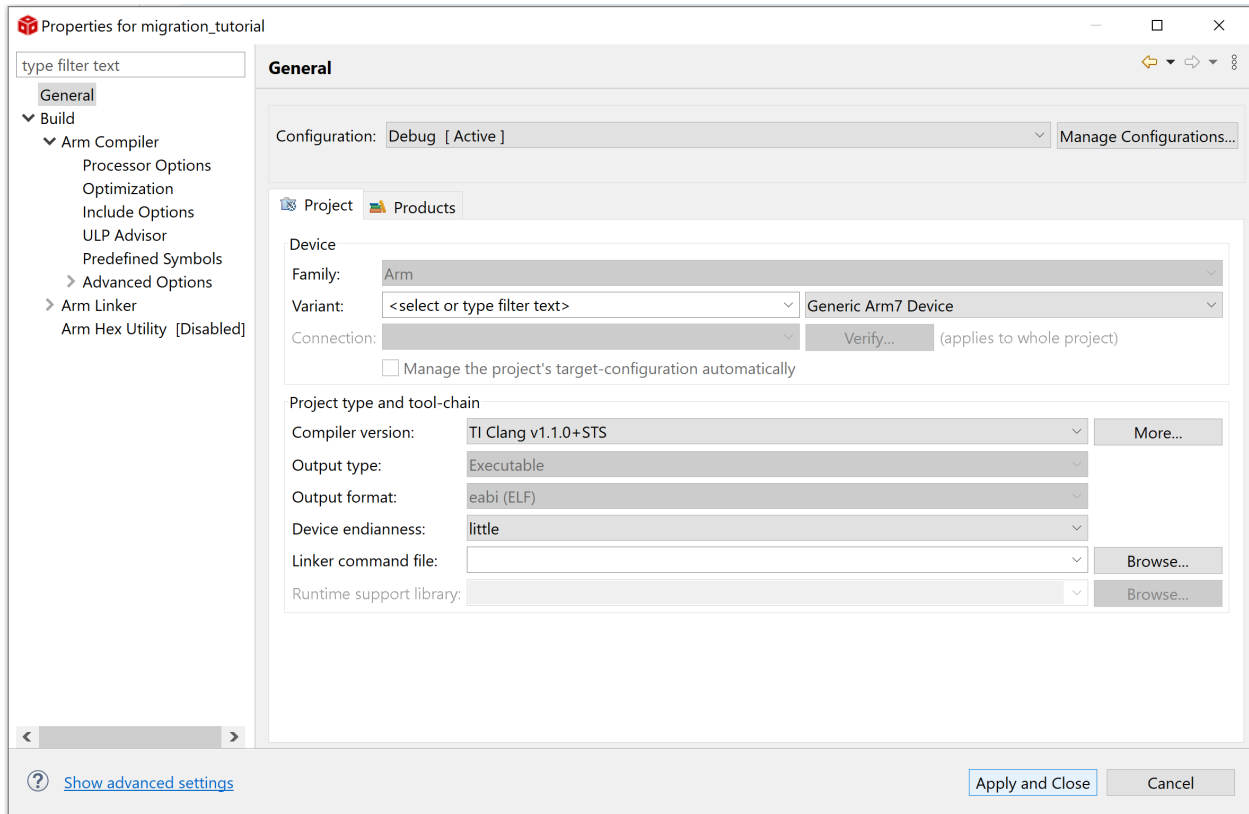 Properties for migration_tutorial
type filter text
General
Build
Arm Compiler
Processor Options
Optimization
Include Options
ULP Advisor
Predefined Symbols
Advanced Options
Arm Linker
Arm Hex Utility [Disabled]
General
Configuration: Debug [ Active ] Manage Configurations...
Project Products
Device
Family: Arm
Variant: <select or type filter text> Generic Arm7 Device
Connection: Verify... (applies to whole project)
Manage the project's target-configuration automatically
Project type and tool-chain
Compiler version: TI Clang v1.1.0+STS More...
Output type: Executable
Output format: eabi (ELF)
Device endianness: little
Linker command file: Browse...
Runtime support library: Browse...
? Show advanced settings Apply and Close Cancel